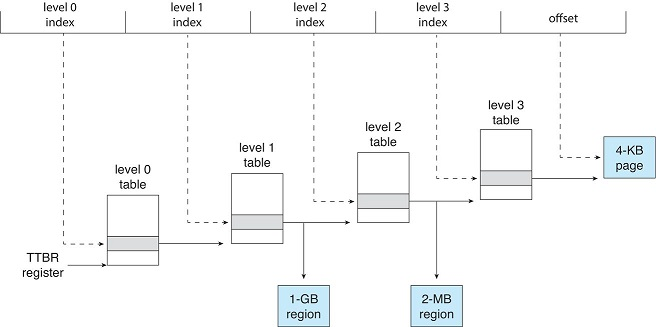 level 0
index
level 1
index
level 2
index
level 3
index
offset
level 0
table
level 1
table
level 2
table
level 3
table
4-KB
page
TTBR
register
1-GB
region
2-MB
region